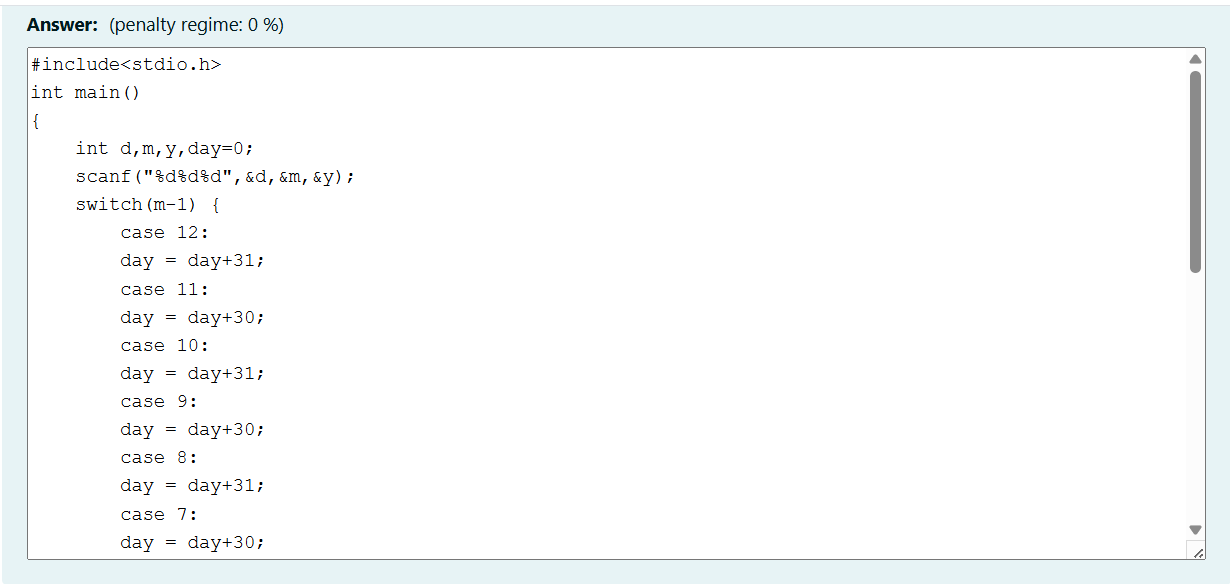 Answer: (penalty regime: 0 %)
#include<stdio.h>
int main()
{
    int d,m,y,day=0;
    scanf("%d%d%d",&d,&m,&y);
    switch(m-1) {
        case 12:
        day = day+31;
        case 11:
        day = day+30;
        case 10:
        day = day+31;
        case 9:
        day = day+30;
        case 8:
        day = day+31;
        case 7:
        day = day+30;